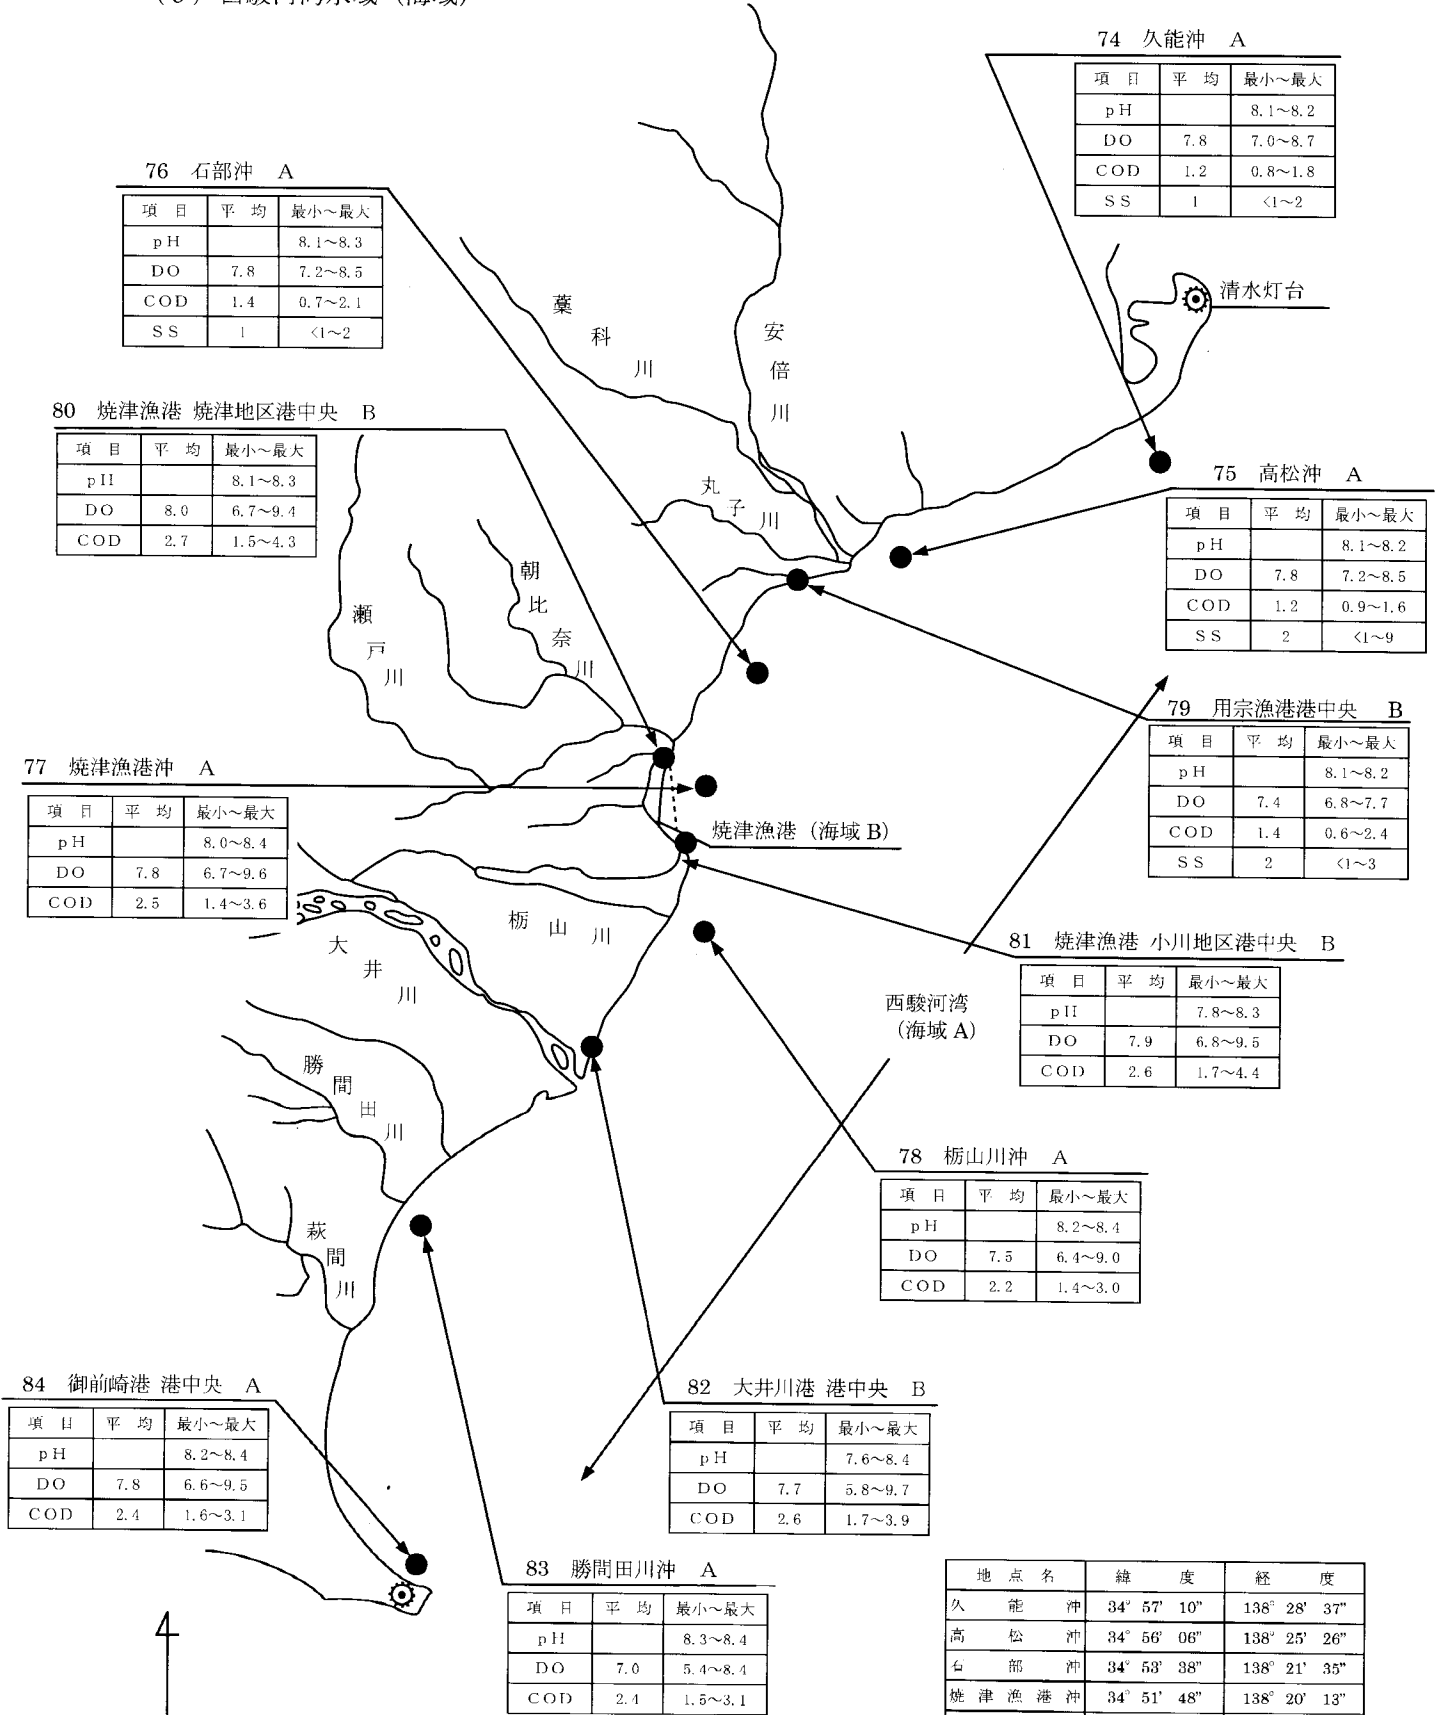 (6) 西駿河湾水域 (海域)
74 久能沖 A
項 目 平 均 最小～最大
pH 8.1～8.2
DO 7.8 7.0～8.7
COD 1.2 0.8～1.8
SS 1 <1～2
76 石部沖 A
項 目 平 均 最小～最大
pH 8.1～8.3
DO 7.8 7.2～8.5
COD 1.4 0.7～2.1
SS 1 <1～2
清水灯台
藁科川
安倍川
80 焼津漁港 焼津地区港中央 B
項 目 平 均 最小～最大
pH 8.1～8.3
DO 8.0 6.7～9.4
COD 2.7 1.5～4.3
丸子川
75 高松沖 A
項 目 平 均 最小～最大
pH 8.1～8.2
DO 7.8 7.2～8.5
COD 1.2 0.9～1.6
SS 2 <1～9
朝比奈川
瀬戸川
79 用宗漁港港中央 B
項 目 平 均 最小～最大
pH 8.1～8.2
DO 7.4 6.8～7.7
COD 1.4 0.6～2.4
SS 2 <1～3
77 焼津漁港沖 A
項 目 平 均 最小～最大
pH 8.0～8.4
DO 7.8 6.7～9.6
COD 2.5 1.4～3.6
焼津漁港 (海域 B)
栃山川
大井川
81 焼津漁港 小川地区港中央 B
項 目 平 均 最小～最大
pH 7.8～8.3
DO 7.9 6.8～9.5
COD 2.6 1.7～4.4
西駿河湾
(海域 A)
勝間田川
78 栃山川沖 A
項 目 平 均 最小～最大
pH 8.2～8.4
DO 7.5 6.4～9.0
COD 2.2 1.4～3.0
萩間川
84 御前崎港 港中央 A
項 目 平 均 最小～最大
pH 8.2～8.4
DO 7.8 6.6～9.5
COD 2.4 1.6～3.1
82 大井川港 港中央 B
項 目 平 均 最小～最大
pH 7.6～8.4
DO 7.7 5.8～9.7
COD 2.6 1.7～3.9
83 勝間田川沖 A
項 目 平 均 最小～最大
pH 8.3～8.4
DO 7.0 5.4～8.4
COD 2.4 1.5～3.1
地 点 名 緯 度 経 度
久 能 沖 34° 57' 10" 138° 28' 37"
高 松 沖 34° 56' 06" 138° 25' 26"
石 部 沖 34° 53' 38" 138° 21' 35"
焼 津 漁 港 沖 34° 51' 48" 138° 20' 13"